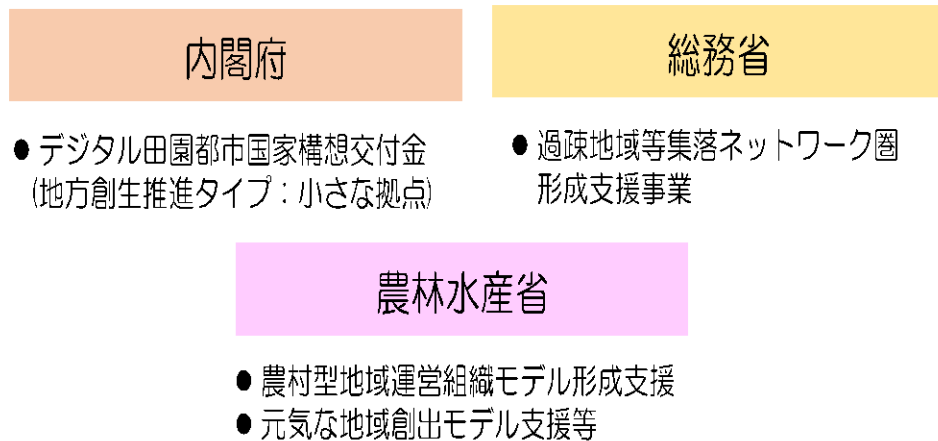 内閣府
● デジタル田園都市国家構想交付金
(地方創生推進タイプ：小さな拠点)
総務省
● 過疎地域等集落ネットワーク圏
形成支援事業
農林水産省
● 農村型地域運営組織モデル形成支援
● 元気な地域創出モデル支援等